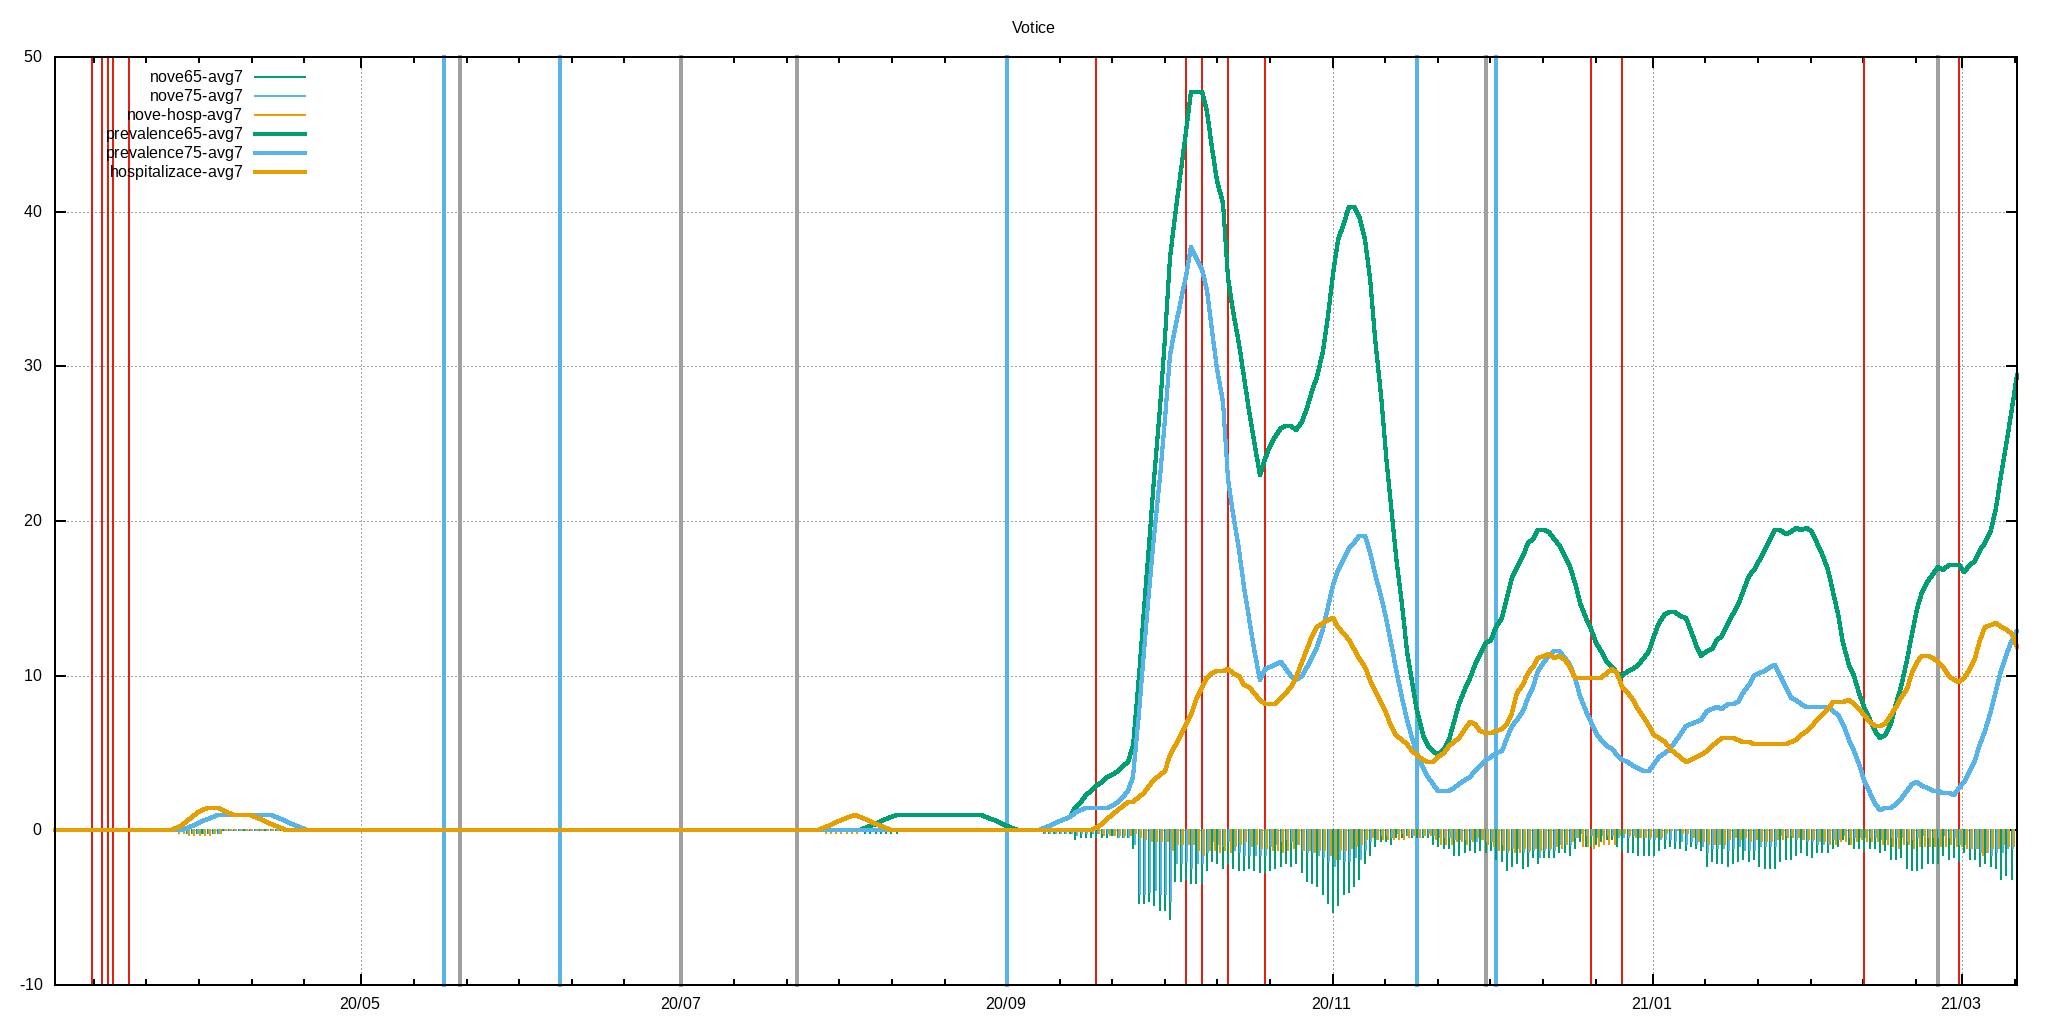 Votice
50
nove65-avg7
nove75-avg7
nove-hosp-avg7
prevalence65-avg7
prevalence75-avg7
hospitalizace-avg7
40
30
20
10
0
-10
20/05
20/07
20/09
20/11
21/01
21/03